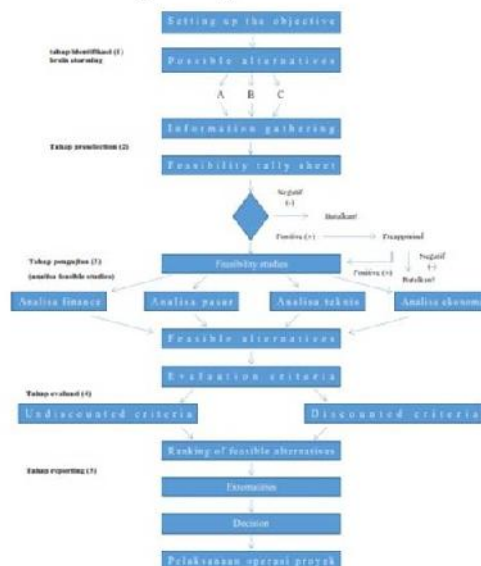 Setting up the objective
tahap identifikasi (1)
brain storming
Possible alternatives
A B C
Information gathering
Tahap preselection (2)
Feasibility tally sheet
Negatif
(-)
Batalkan!
Positive (+)
Preappraisal
Tahap pengujian (3)
(analisa feasible studies)
Feasibility studies
Negatif
(-)
Positive (+)
Batalkan!
Analisa finance
Analisa pasar
Analisa teknis
Analisa ekonomi
Feasible alternatives
Evaluation criteria
Tahap evaluasi (4)
Undiscounted criteria
Discounted criteria
Ranking of feasible alternatives
Tahap reporting (5)
Externalities
Decision
Pelaksanaan operasi proyek